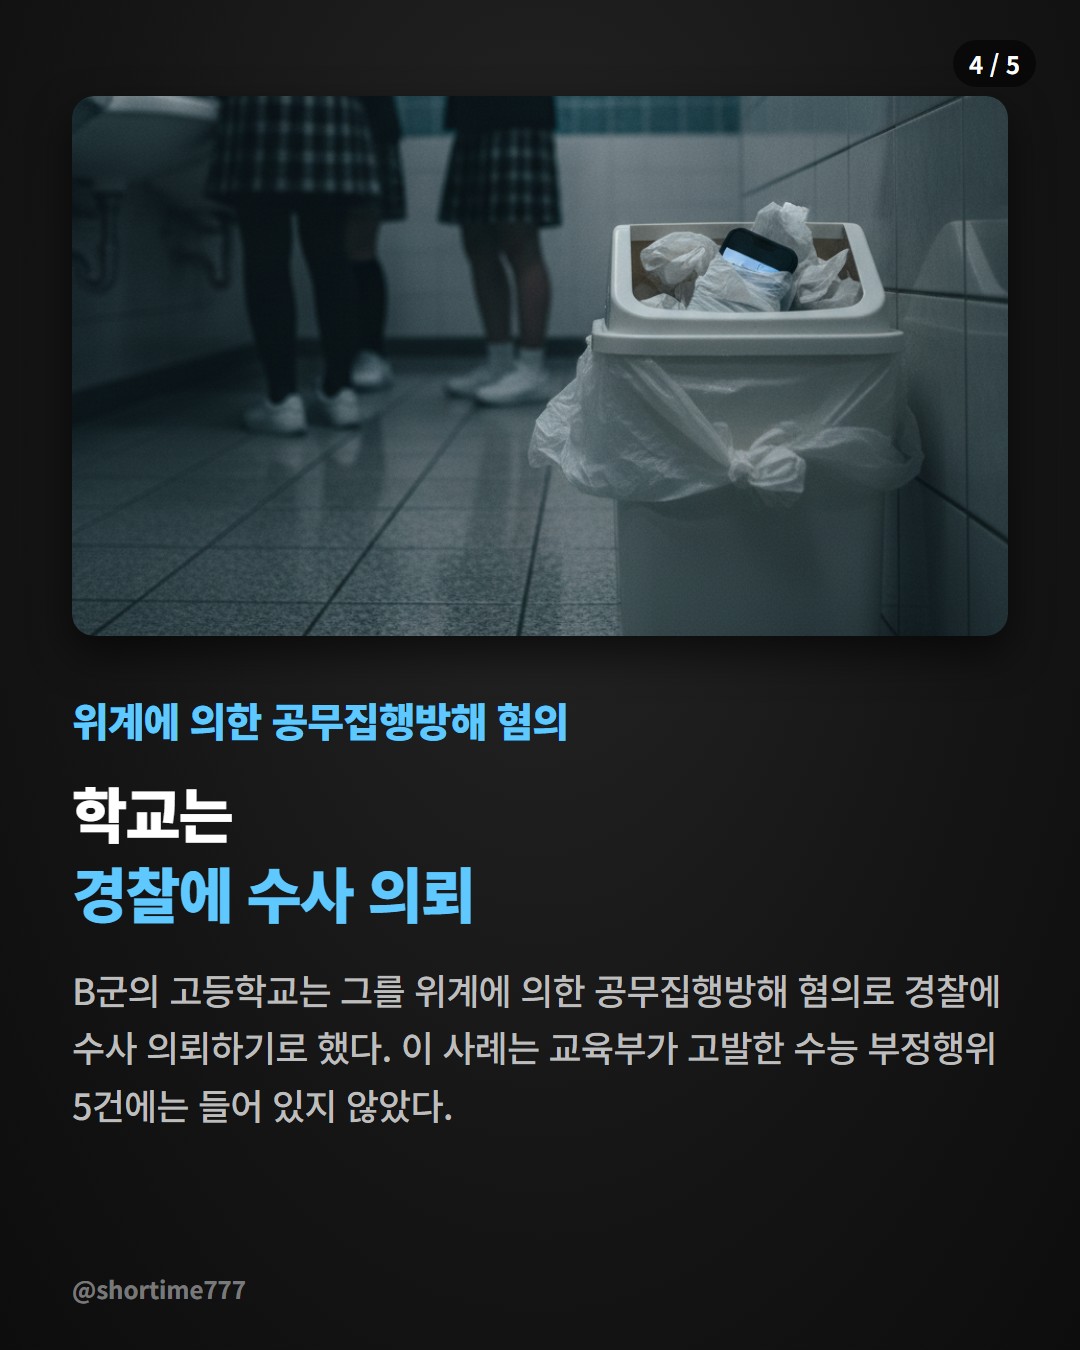 4 / 5
위계에 의한 공무집행방해 혐의
학교는
경찰에 수사 의뢰
B군의 고등학교는 그를 위계에 의한 공무집행방해 혐의로 경찰에
수사 의뢰하기로 했다. 이 사례는 교육부가 고발한 수능 부정행위
5건에는 들어 있지 않았다.
@shortime777